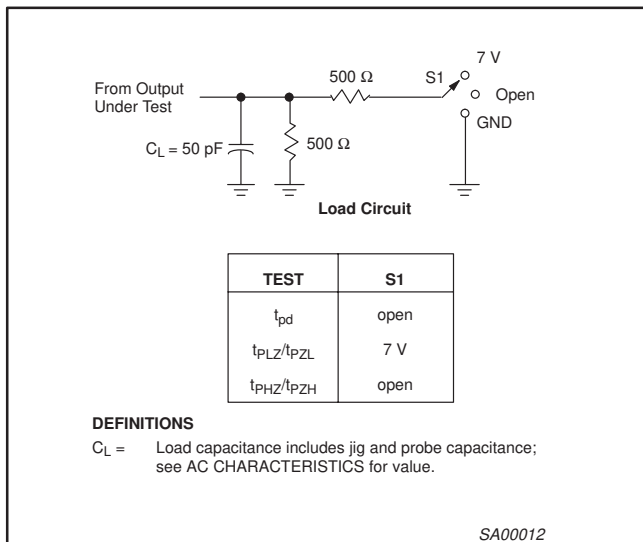 7 V
500 Ω
S1
From Output
Under Test
Open
GND
C_L = 50 pF
500 Ω
Load Circuit
TEST S1
t_pd open
t_PLZ/t_PZL 7 V
t_PHZ/t_PZH open
DEFINITIONS
C_L = Load capacitance includes jig and probe capacitance;
see AC CHARACTERISTICS for value.
SA00012